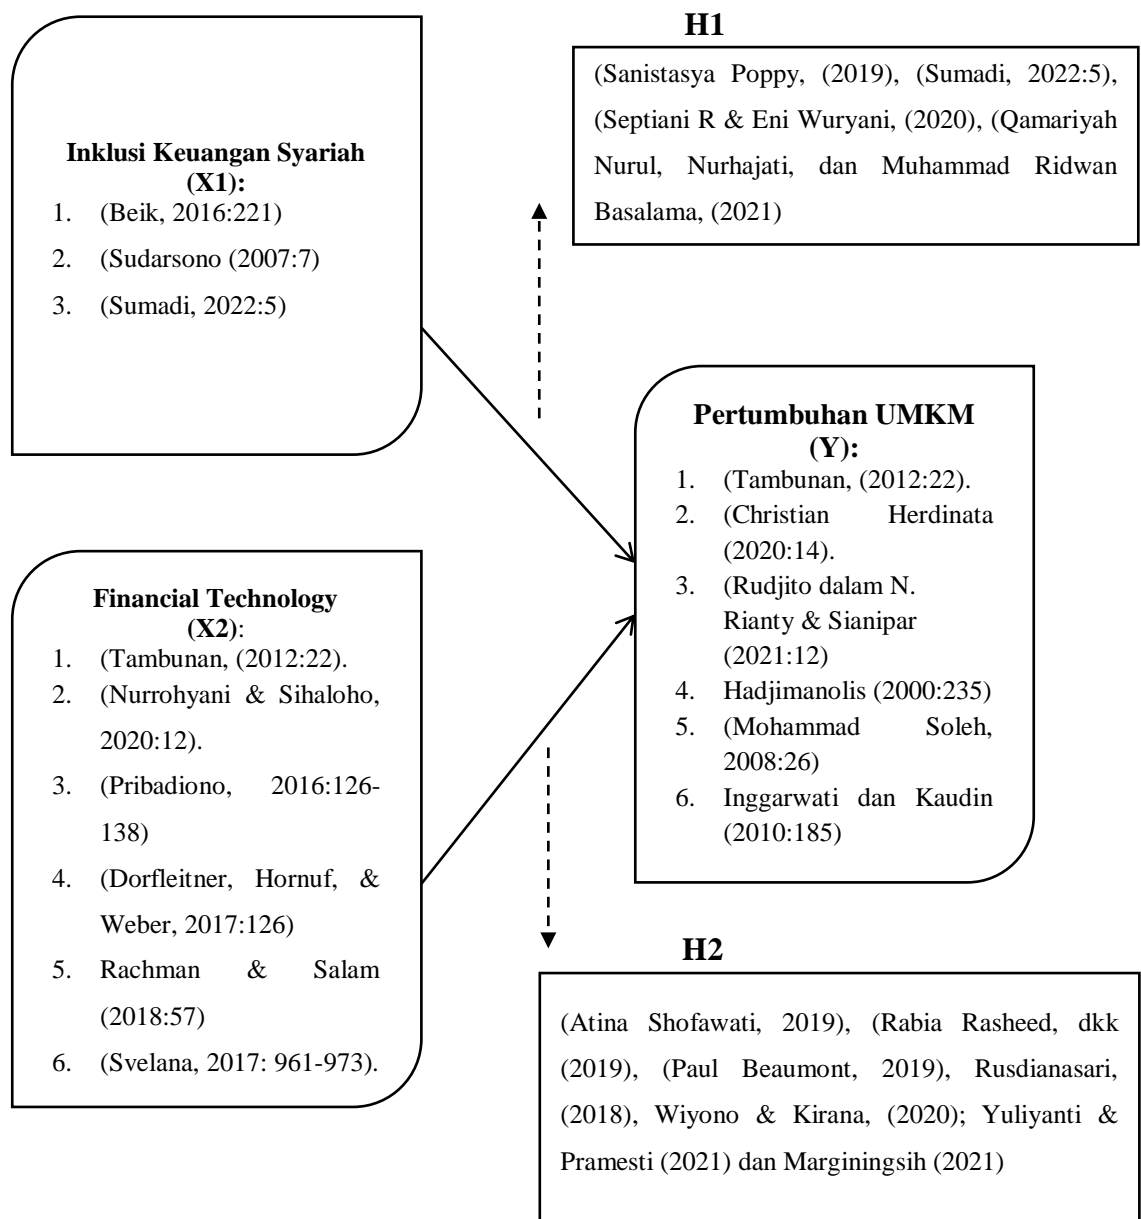 H1
(Sanistasya Poppy, (2019), (Sumadi, 2022:5),
(Septiani R & Eni Wuryani, (2020), (Qamariyah
Nurul, Nurhajati, dan Muhammad Ridwan
Basalama, (2021)
Inklusi Keuangan Syariah
(X1):
1. (Beik, 2016:221)
2. (Sudarsono (2007:7)
3. (Sumadi, 2022:5)
Pertumbuhan UMKM
(Y):
1. (Tambunan, (2012:22).
2. (Christian Herdinata
(2020:14).
3. (Rudjito dalam N.
Rianty & Sianipar
(2021:12)
4. Hadjimanolis (2000:235)
5. (Mohammad Soleh,
2008:26)
6. Inggarwati dan Kaudin
(2010:185)
Financial Technology
(X2):
1. (Tambunan, (2012:22).
2. (Nurrohyani & Sihaloho,
2020:12).
3. (Pribadiono, 2016:126-
138)
4. (Dorfleitner, Hornuf, &
Weber, 2017:126)
5. Rachman & Salam
(2018:57)
6. (Svelana, 2017: 961-973).
H2
(Atina Shofawati, 2019), (Rabia Rasheed, dkk
(2019), (Paul Beaumont, 2019), Rusdianasari,
(2018), Wiyono & Kirana, (2020); Yuliyanti &
Pramesti (2021) dan Marginingsih (2021)